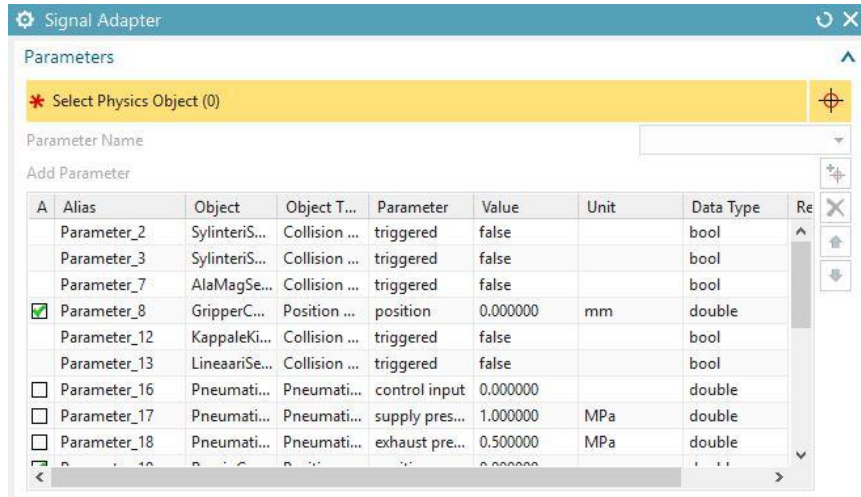 Signal Adapter
Parameters
* Select Physics Object (0)
Parameter Name
Add Parameter
A Alias Object Object T... Parameter Value Unit Data Type Re
Parameter_2 SylinteriS... Collision ... triggered false bool
Parameter_3 SylinteriS... Collision ... triggered false bool
Parameter_7 AlaMagSe... Collision ... triggered false bool
Parameter_8 GripperC... Position ... position 0.000000 mm double
Parameter_12 KappaleKi... Collision ... triggered false bool
Parameter_13 LineaariSe... Collision ... triggered false bool
Parameter_16 Pneumati... Pneumati... control input 0.000000 double
Parameter_17 Pneumati... Pneumati... supply pres... 1.000000 MPa double
Parameter_18 Pneumati... Pneumati... exhaust pre... 0.500000 MPa double